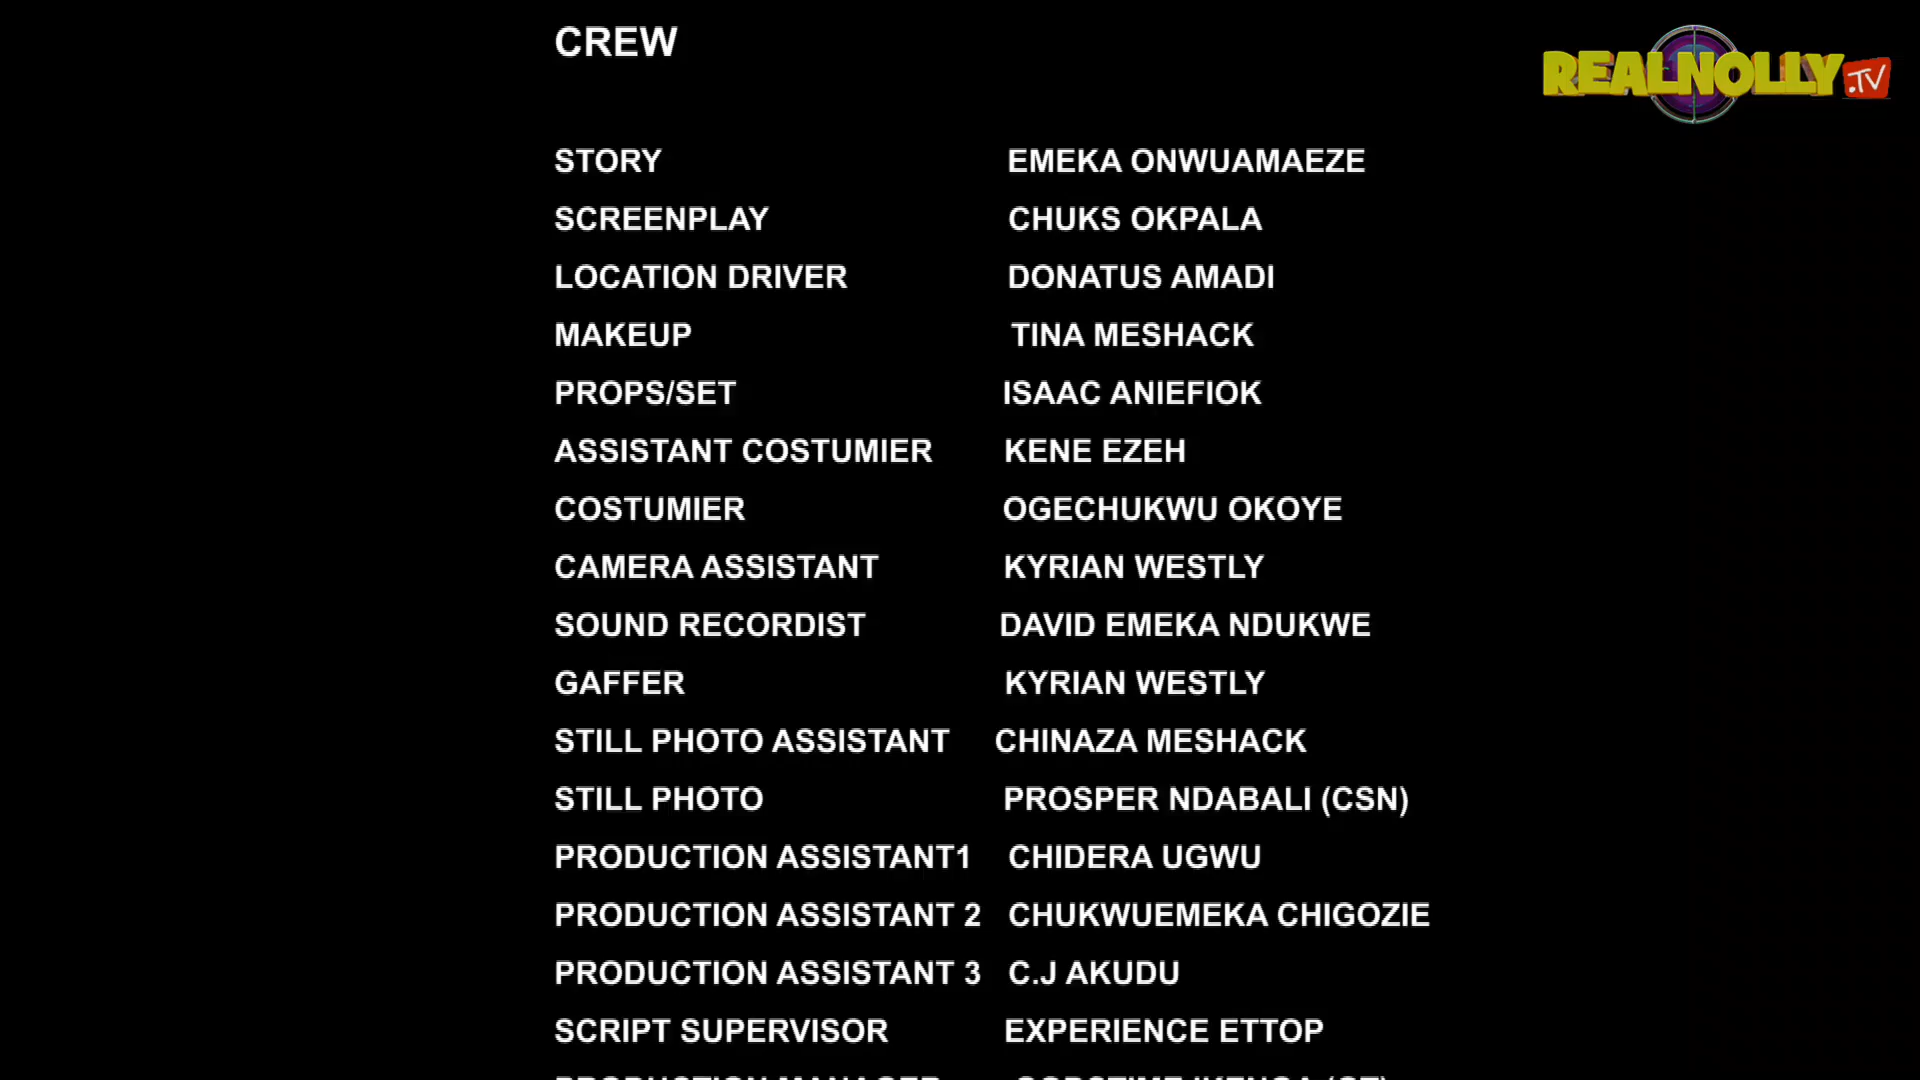 CREW
REALNOLLY.TV
STORY EMEKA ONWUAMAEZE
SCREENPLAY CHUKS OKPALA
LOCATION DRIVER DONATUS AMADI
MAKEUP TINA MESHACK
PROPS/SET ISAAC ANIEFIOK
ASSISTANT COSTUMIER KENE EZEH
COSTUMIER OGECHUKWU OKOYE
CAMERA ASSISTANT KYRIAN WESTLY
SOUND RECORDIST DAVID EMEKA NDUKWE
GAFFER KYRIAN WESTLY
STILL PHOTO ASSISTANT CHINAZA MESHACK
STILL PHOTO PROSPER NDABALI (CSN)
PRODUCTION ASSISTANT1 CHIDERA UGWU
PRODUCTION ASSISTANT 2 CHUKWUEMEKA CHIGOZIE
PRODUCTION ASSISTANT 3 C.J AKUDU
SCRIPT SUPERVISOR EXPERIENCE ETTOP
PRODUCTION MANAGER